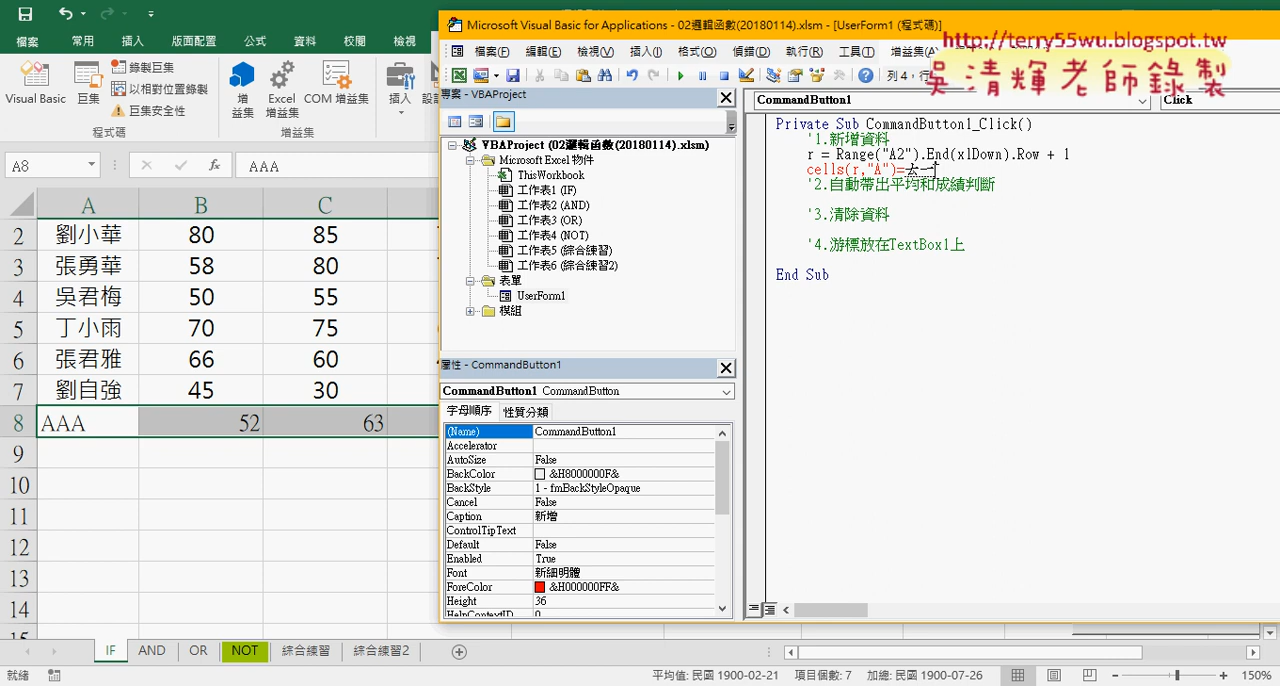 檔案 常用 插入 版面配置 公式 資料 校閱 檢視
Visual Basic 巨集 錄製巨集
以相對位置錄製
巨集安全性
增益集 Excel 增益集 COM 增益集 插入
程式碼 增益集
A8 fx AAA
A B C
2 劉小華 80 85
3 張勇華 58 80
4 吳君梅 50 55
5 丁小雨 70 75
6 張君雅 66 60
7 劉自強 45 30
8 AAA 52 63
9
10
11
12
13
14
15
IF AND OR NOT 綜合練習 綜合練習2
就緒 平均值: 民國 1900-02-21 項目個數: 7 加總: 民國 1900-07-26 150%
Microsoft Visual Basic for Applications - 02邏輯函數(20180114).xlsm - [UserForm1 (程式碼)]
檔案(F) 編輯(E) 檢視(V) 插入(I) 格式(O) 偵錯(D) 執行(R) 工具(T) 增益集(A)
http://terry55wu.blogspot.tw
吳清輝老師錄製
列 4,
專案 - VBAProject
VBAProject (02邏輯函數(20180114).xlsm)
Microsoft Excel 物件
ThisWorkbook
工作表1 (IF)
工作表2 (AND)
工作表3 (OR)
工作表4 (NOT)
工作表5 (綜合練習)
工作表6 (綜合練習2)
表單
UserForm1
模組
屬性 - CommandButton1
CommandButton1 CommandButton
字母順序 性質分類
(Name) CommandButton1
Accelerator
AutoSize False
BackColor &H8000000F&
BackStyle 1 - fmBackStyleOpaque
Cancel False
Caption 新增
ControlTipText
Default False
Enabled True
Font 新細明體
ForeColor &H000000FF&
Height 36
HelpContextID 0
CommandButton1 Click
Private Sub CommandButton1_Click()
'1.新增資料
r = Range("A2").End(xlDown).Row + 1
cells(r,"A")=去一
'2.自動帶出平均和成績判斷
'3.清除資料
'4.游標放在TextBox1上
End Sub